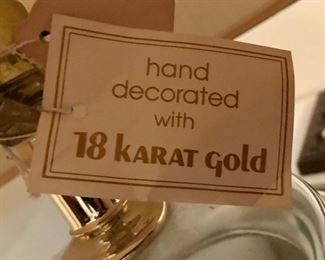 hand
decorated
with
18 KARAT gold